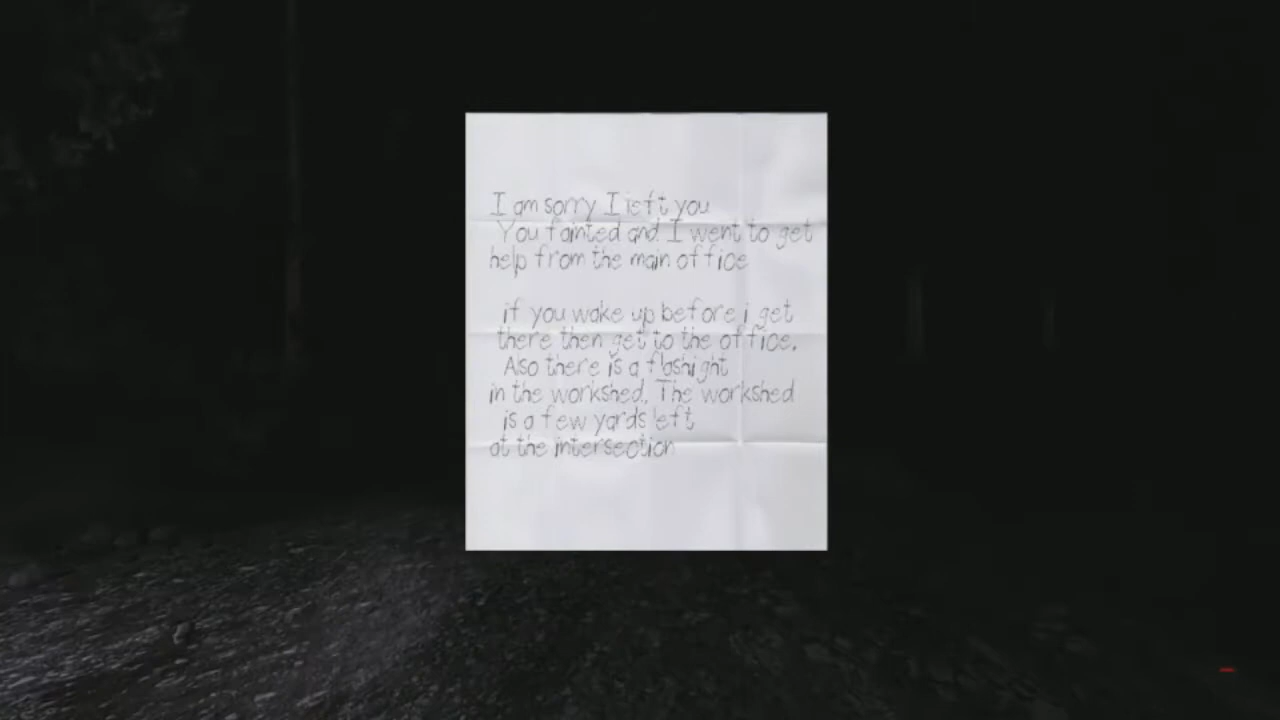 I am sorry I left you
You fainted and I went to get
help from the main office
if you wake up before i get
there then get to the office.
Also there is a flashight
in the workshed. The workshed
is a few yards left
at the intersection